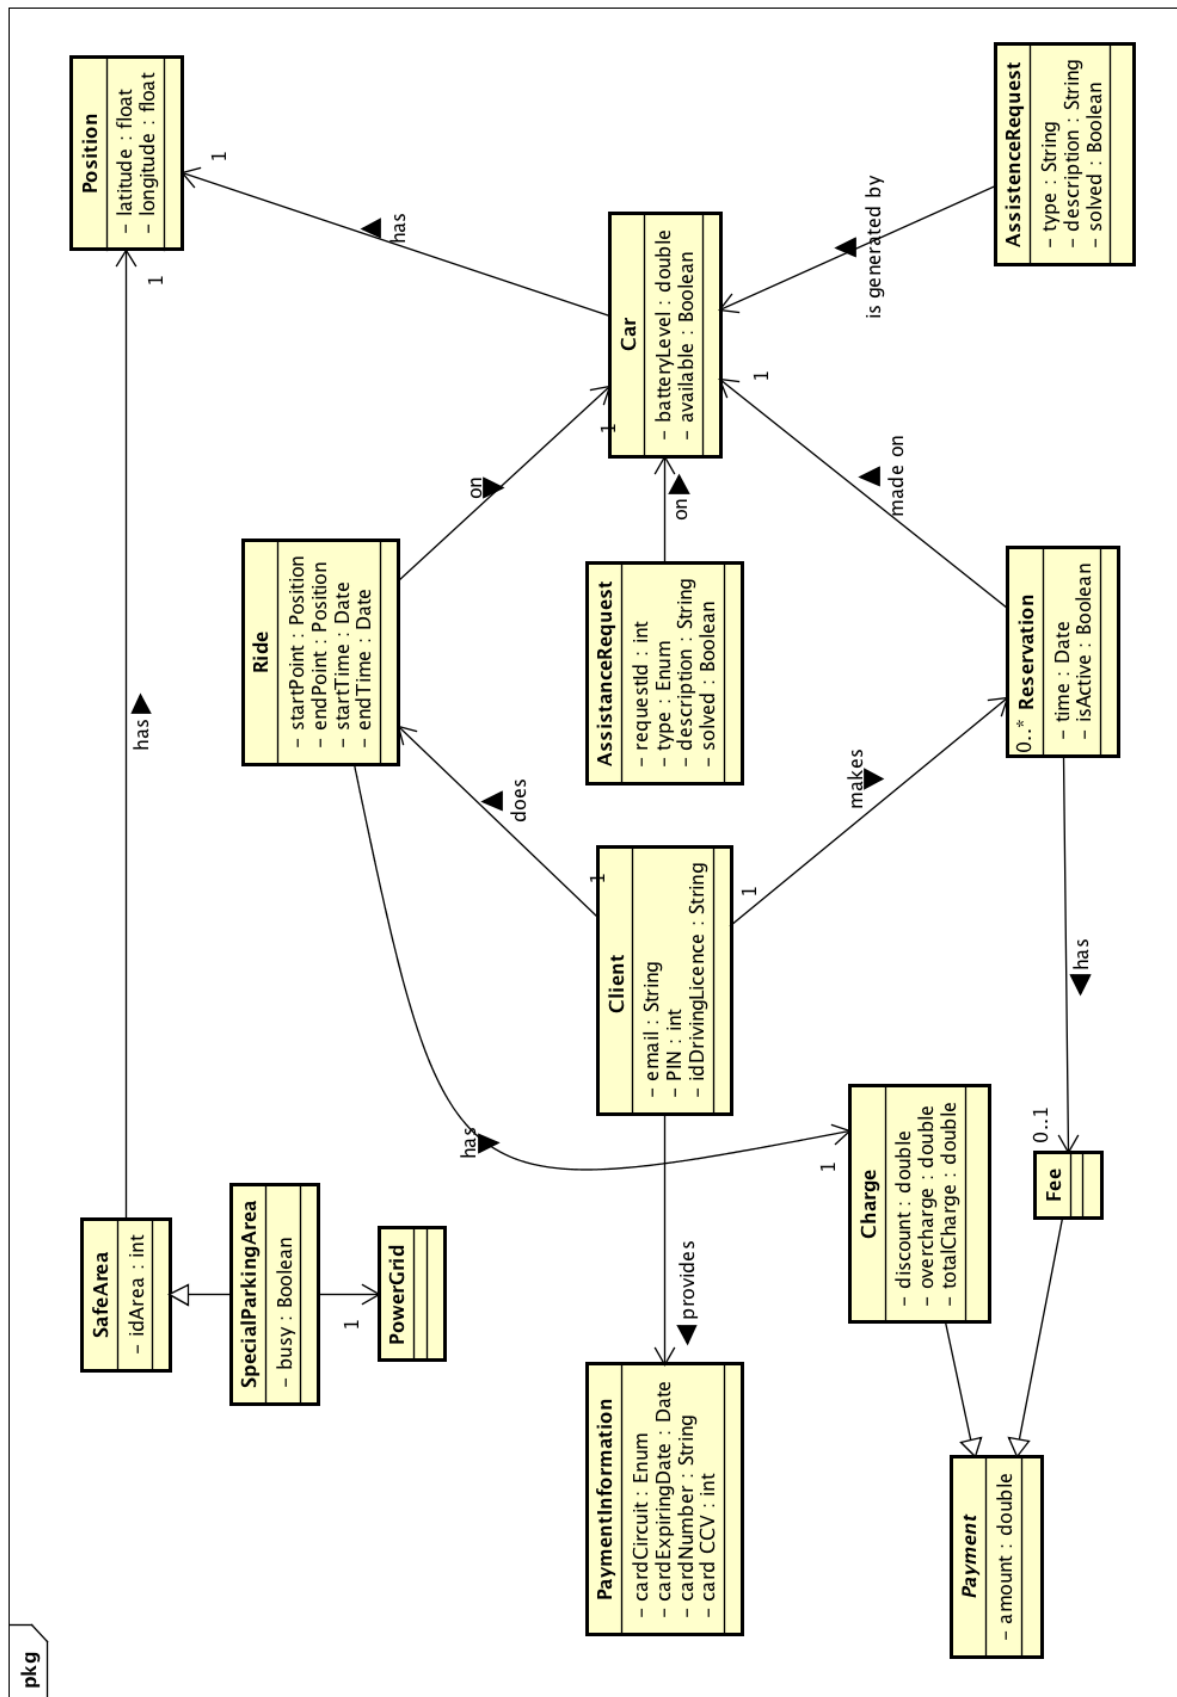 pkg
SafeArea
– idArea : int
has
1
Position
– latitude : float
– longitude : float
1
SpecialParkingArea
– busy : Boolean
1
PowerGrid
Ride
– startPoint : Position
– endPoint : Position
– startTime : Date
– endTime : Date
has
on
has
does
PaymentInformation
– cardCircuit : Enum
– cardExpiringDate : Date
– cardNumber : String
– card CCV : int
provides
Client
– email : String
– PIN : int
– idDrivingLicence : String
1
1
AssistanceRequest
– requestId : int
– type : Enum
– description : String
– solved : Boolean
on
Car
– batteryLevel : double
– available : Boolean
1
1
1
Charge
– discount : double
– overcharge : double
– totalCharge : double
makes
made on
is generated by
Payment
– amount : double
Fee
0..1
has
0..*
Reservation
– time : Date
– isActive : Boolean
AssistenceRequest
– type : String
– description : String
– solved : Boolean